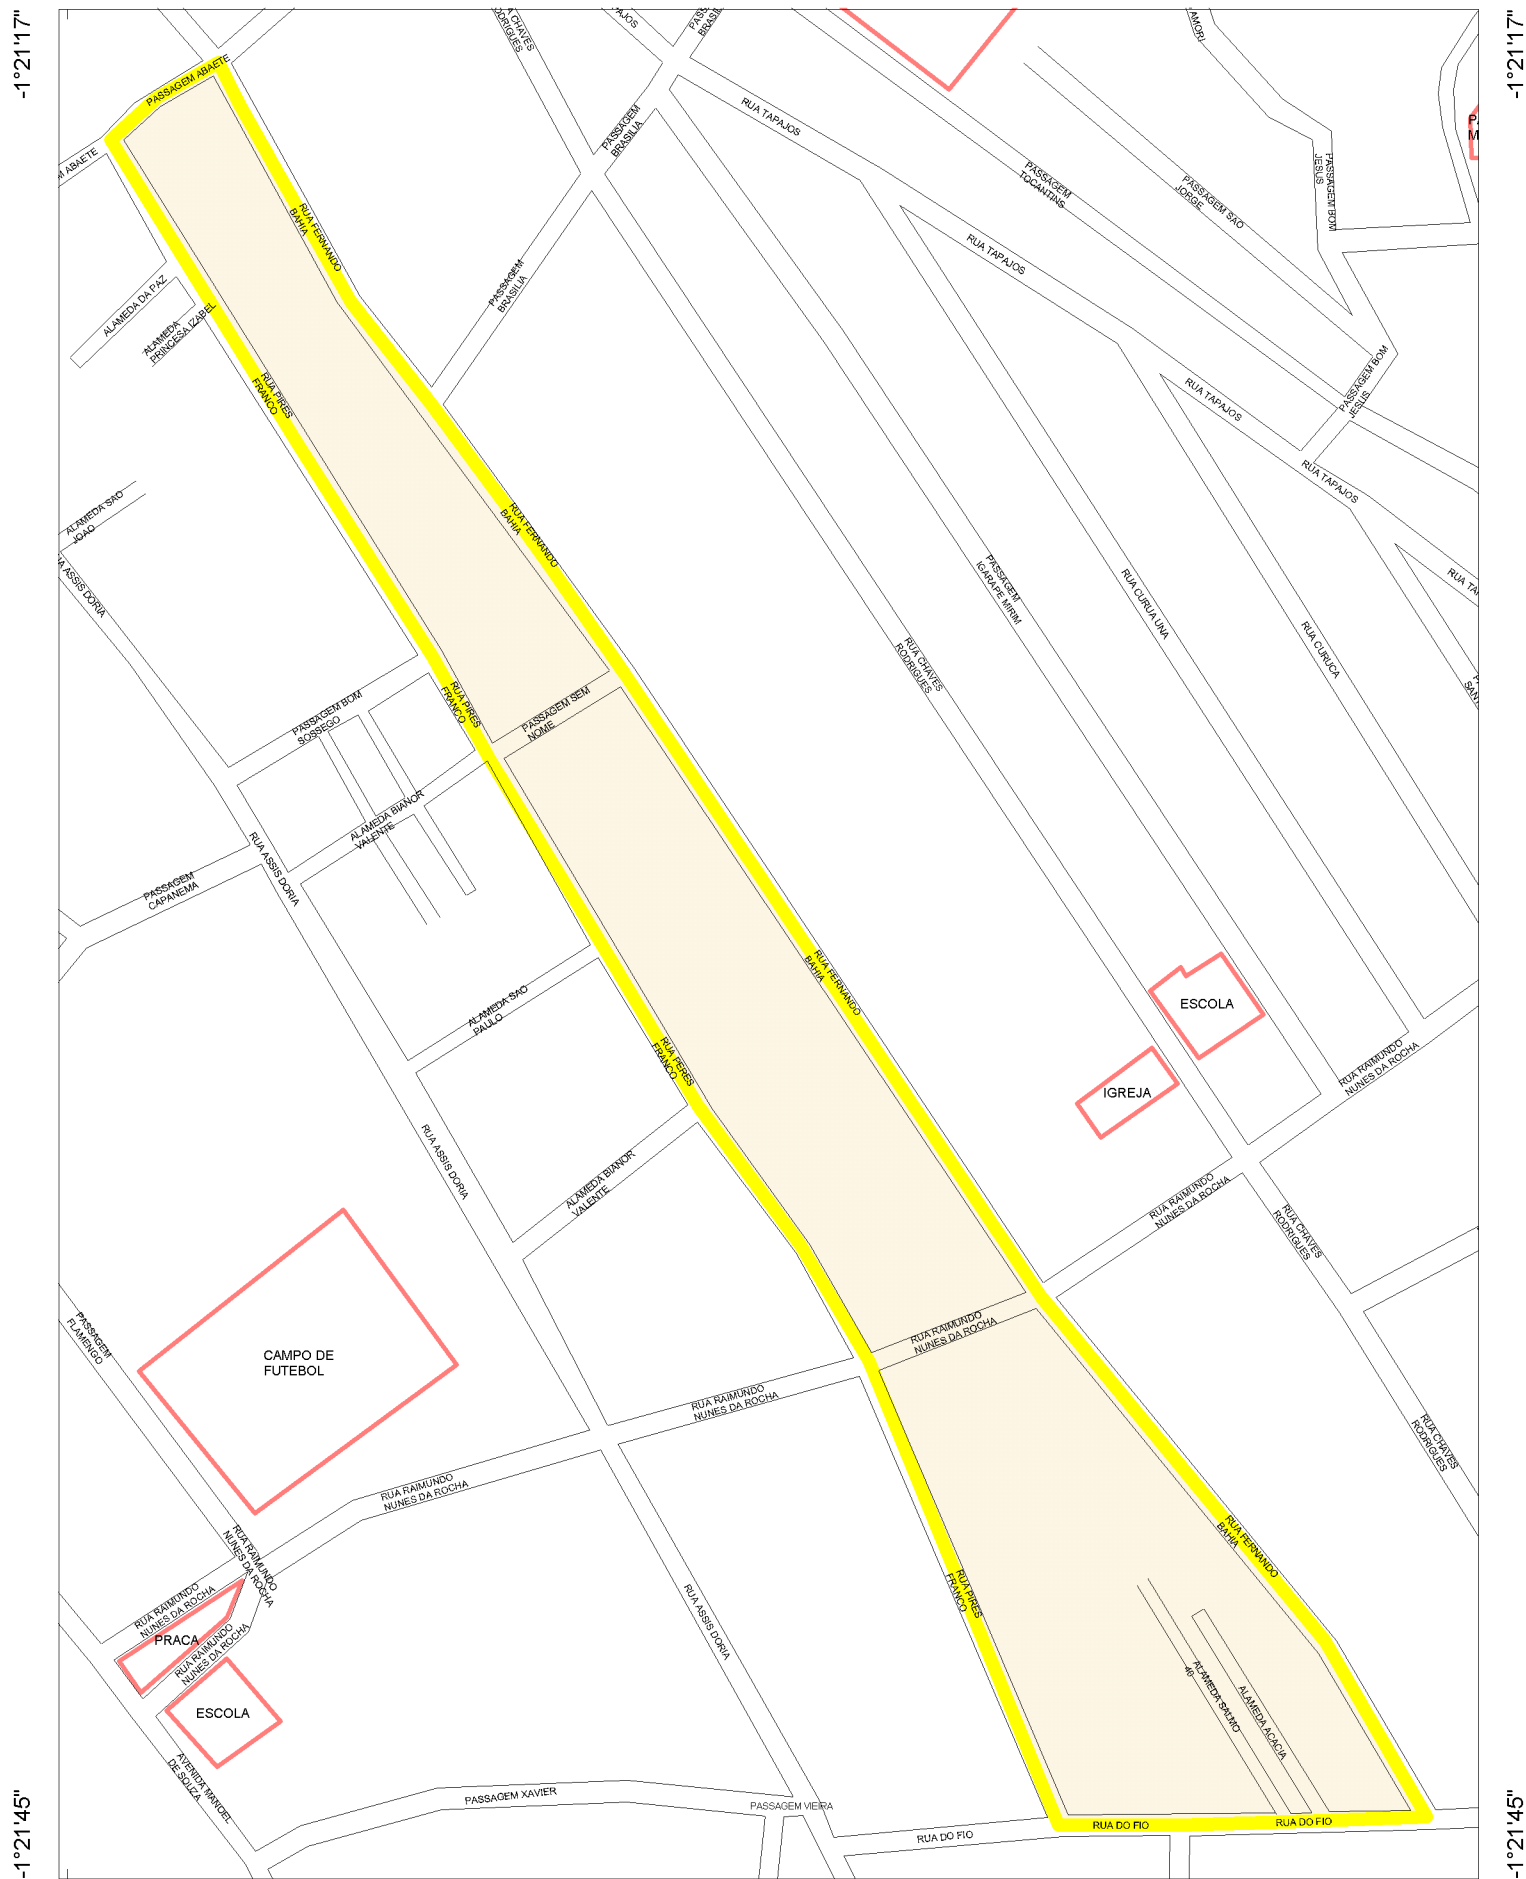 -1°21'17"
-1°21'17"
PASSAGEM ABAETE
RUA TAPAJOS
PASSAGEM
BRASILIA
M ABAETE
PASSAGEM
TOCANTINS
PASSAGEM SAO
JORGE
PASSAGEM BOM
JESUS
RUA FERNANDO
BAHIA
RUA TAPAJOS
PASSAGEM
BRASILIA
ALAMEDA DA PAZ
ALAMEDA
PRINCESA IZABEL
RUA PIRES
FRANCO
RUA TAPAJOS
PASSAGEM BOM
JESUS
RUA TAPAJOS
ALAMEDA SAO
JOAO
RUA FERNANDO
BAHIA
UA ASSIS DORIA
PASSAGEM
IGARAPE MIRIM
RUA CURUA UNA
RUA CURUCA
RUA CHAVES
RODRIGUES
PASSAGEM BOM
SOSSEGO
RUA PIRES
FRANCO
PASSAGEM SEM
NOME
ALAMEDA BIANOR
VALENTE
RUA ASSIS DORIA
PASSAGEM
CAPANEMA
RUA FERNANDO
BAHIA
ALAMEDA SAO
PAULO
ESCOLA
RUA PERES
FRANCO
IGREJA
RUA RAIMUNDO
NUNES DA ROCHA
RUA ASSIS DORIA
ALAMEDA BIANOR
VALENTE
RUA RAIMUNDO
NUNES DA ROCHA
RUA CHAVES
RODRIGUES
PASSAGEM
FLAMENGO
CAMPO DE
FUTEBOL
RUA RAIMUNDO
NUNES DA ROCHA
RUA RAIMUNDO
NUNES DA ROCHA
RUA CHAVES
RODRIGUES
RUA RAIMUNDO
NUNES DA ROCHA
RUA RAIMUNDO
NUNES DA ROCHA
RUA FERNANDO
BAHIA
RUA RAIMUNDO
NUNES DA ROCHA
PRACA
RUA RAIMUNDO
NUNES DA ROCHA
RUA ASSIS DORIA
RUA PIRES
FRANCO
ALAMEDA SALMO
40
ALAMEDA ACACIA
ESCOLA
AVENIDA MANOEL
DE SOUZA
PASSAGEM XAVIER
PASSAGEM VIEIRA
RUA DO FIO
RUA DO FIO
RUA DO FIO
-1°21'45"
-1°21'45"